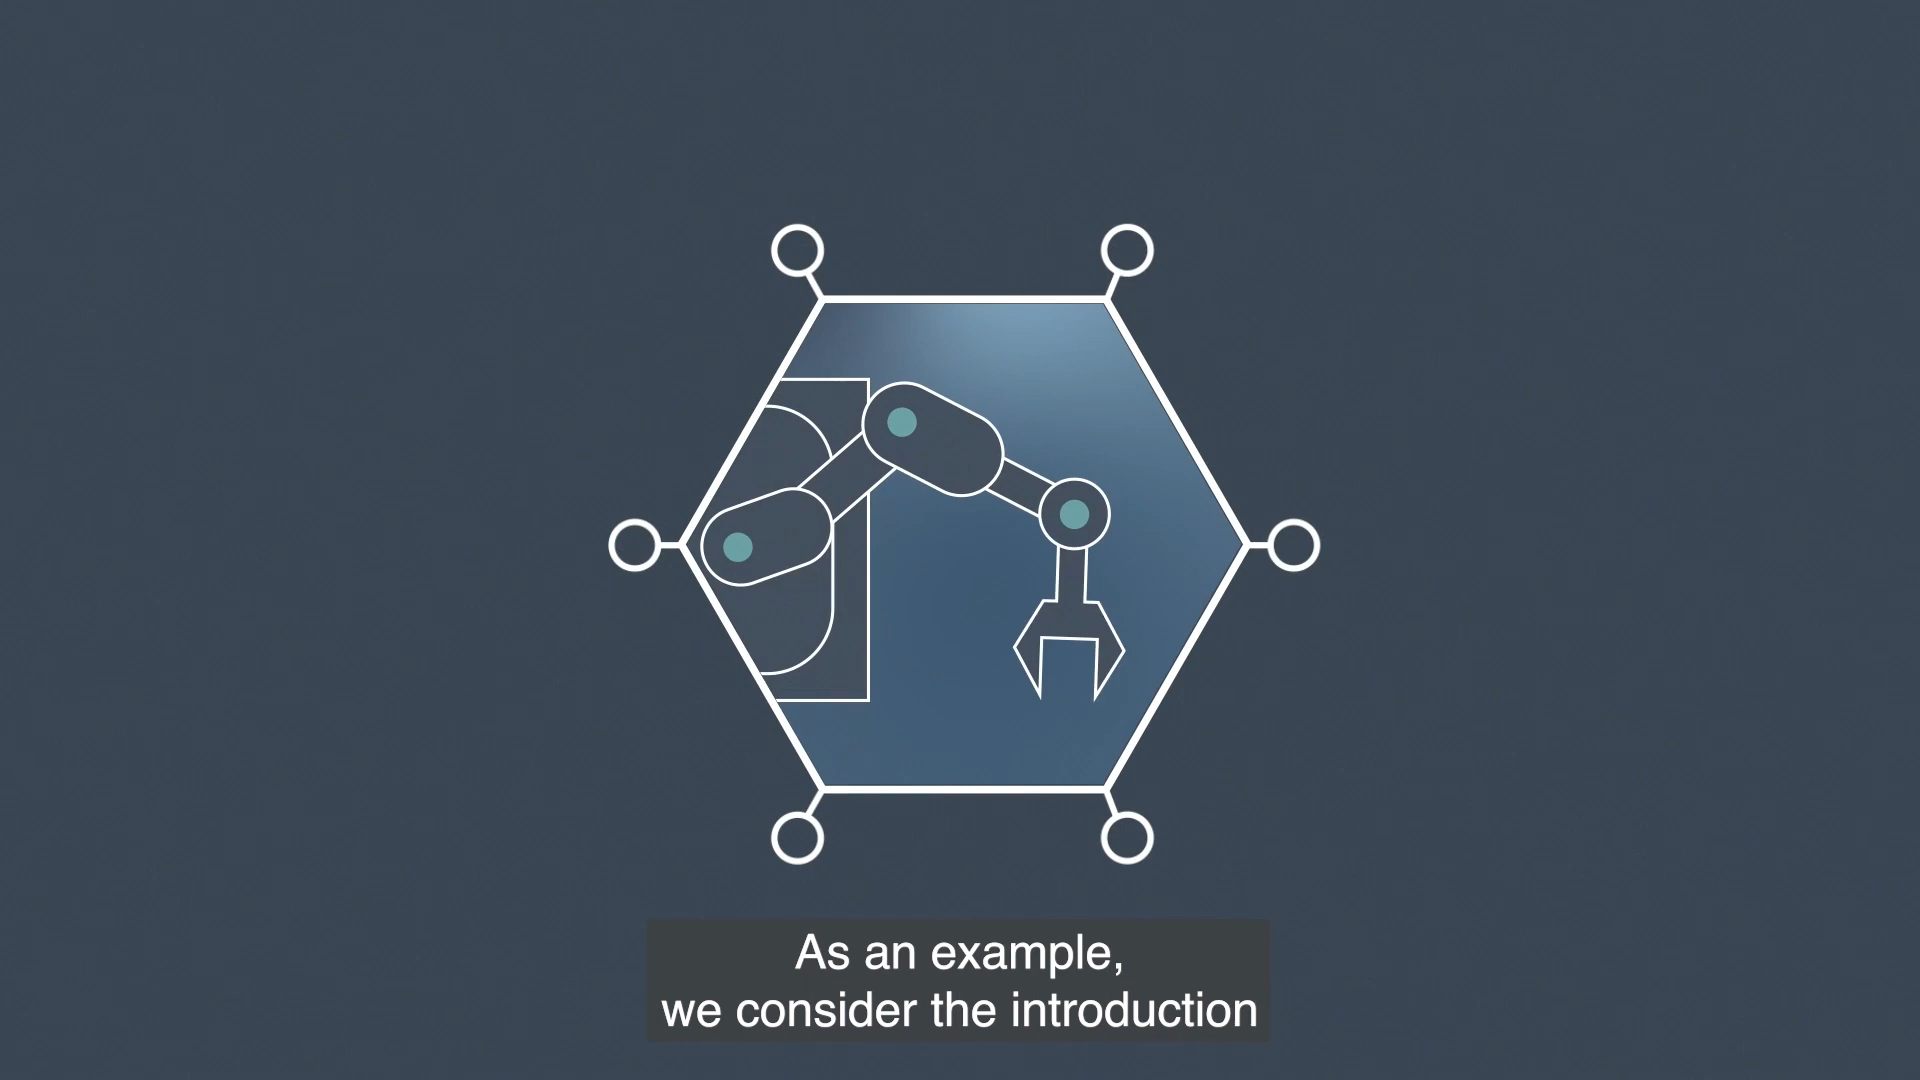 As an example,
we consider the introduction